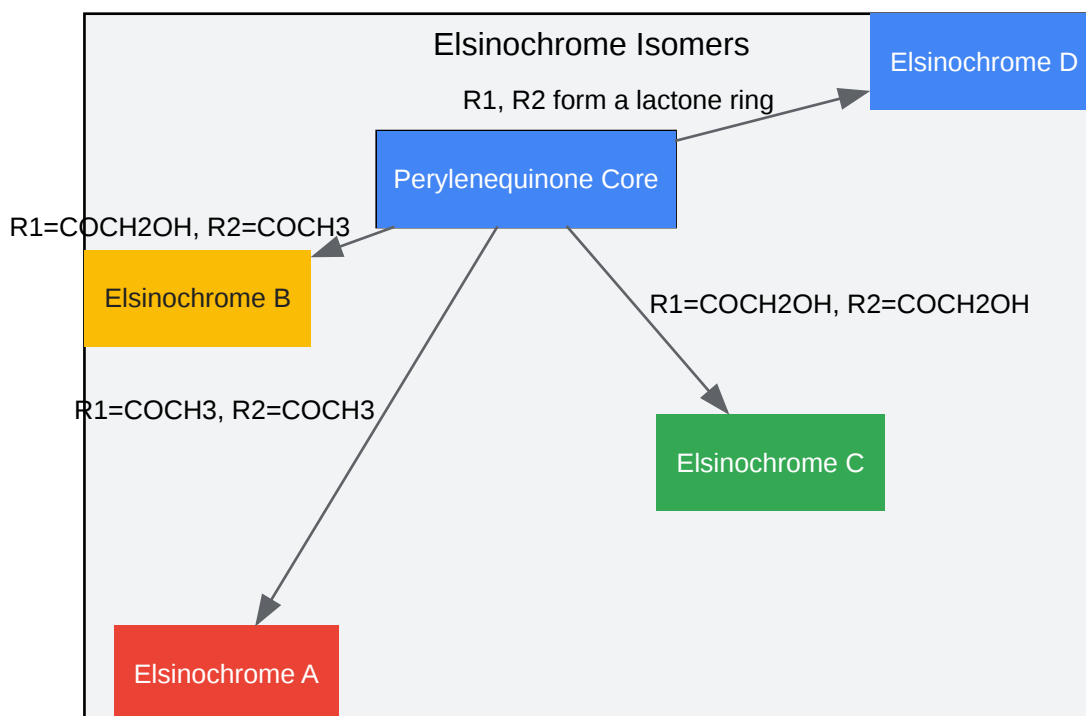 Elsinochrome Isomers
Elsinochrome D
R1, R2 form a lactone ring
Perylenequinone Core
R1=COCH2OH, R2=COCH3
Elsinochrome B
R1=COCH2OH, R2=COCH2OH
R1=COCH3, R2=COCH3
Elsinochrome C
Elsinochrome A